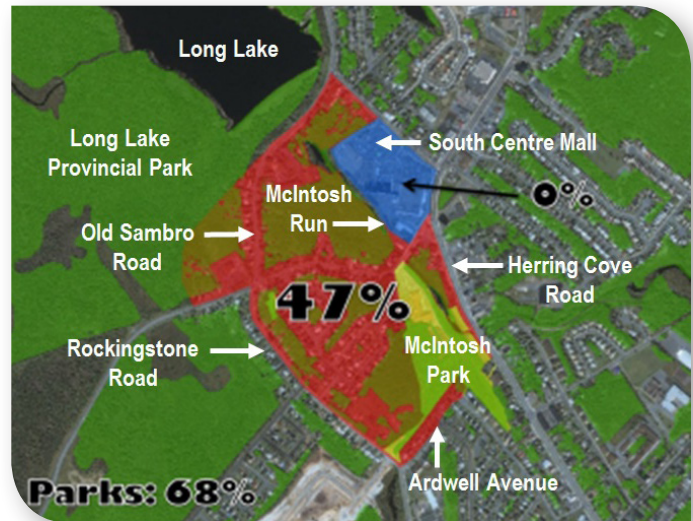 Long Lake
Long Lake
Provincial Park
South Centre Mall
McIntosh
Run
0%
Old Sambro
Road
Herring Cove
Road
47%
Rockingstone
Road
McIntosh
Park
Ardwell Avenue
Parks: 68%